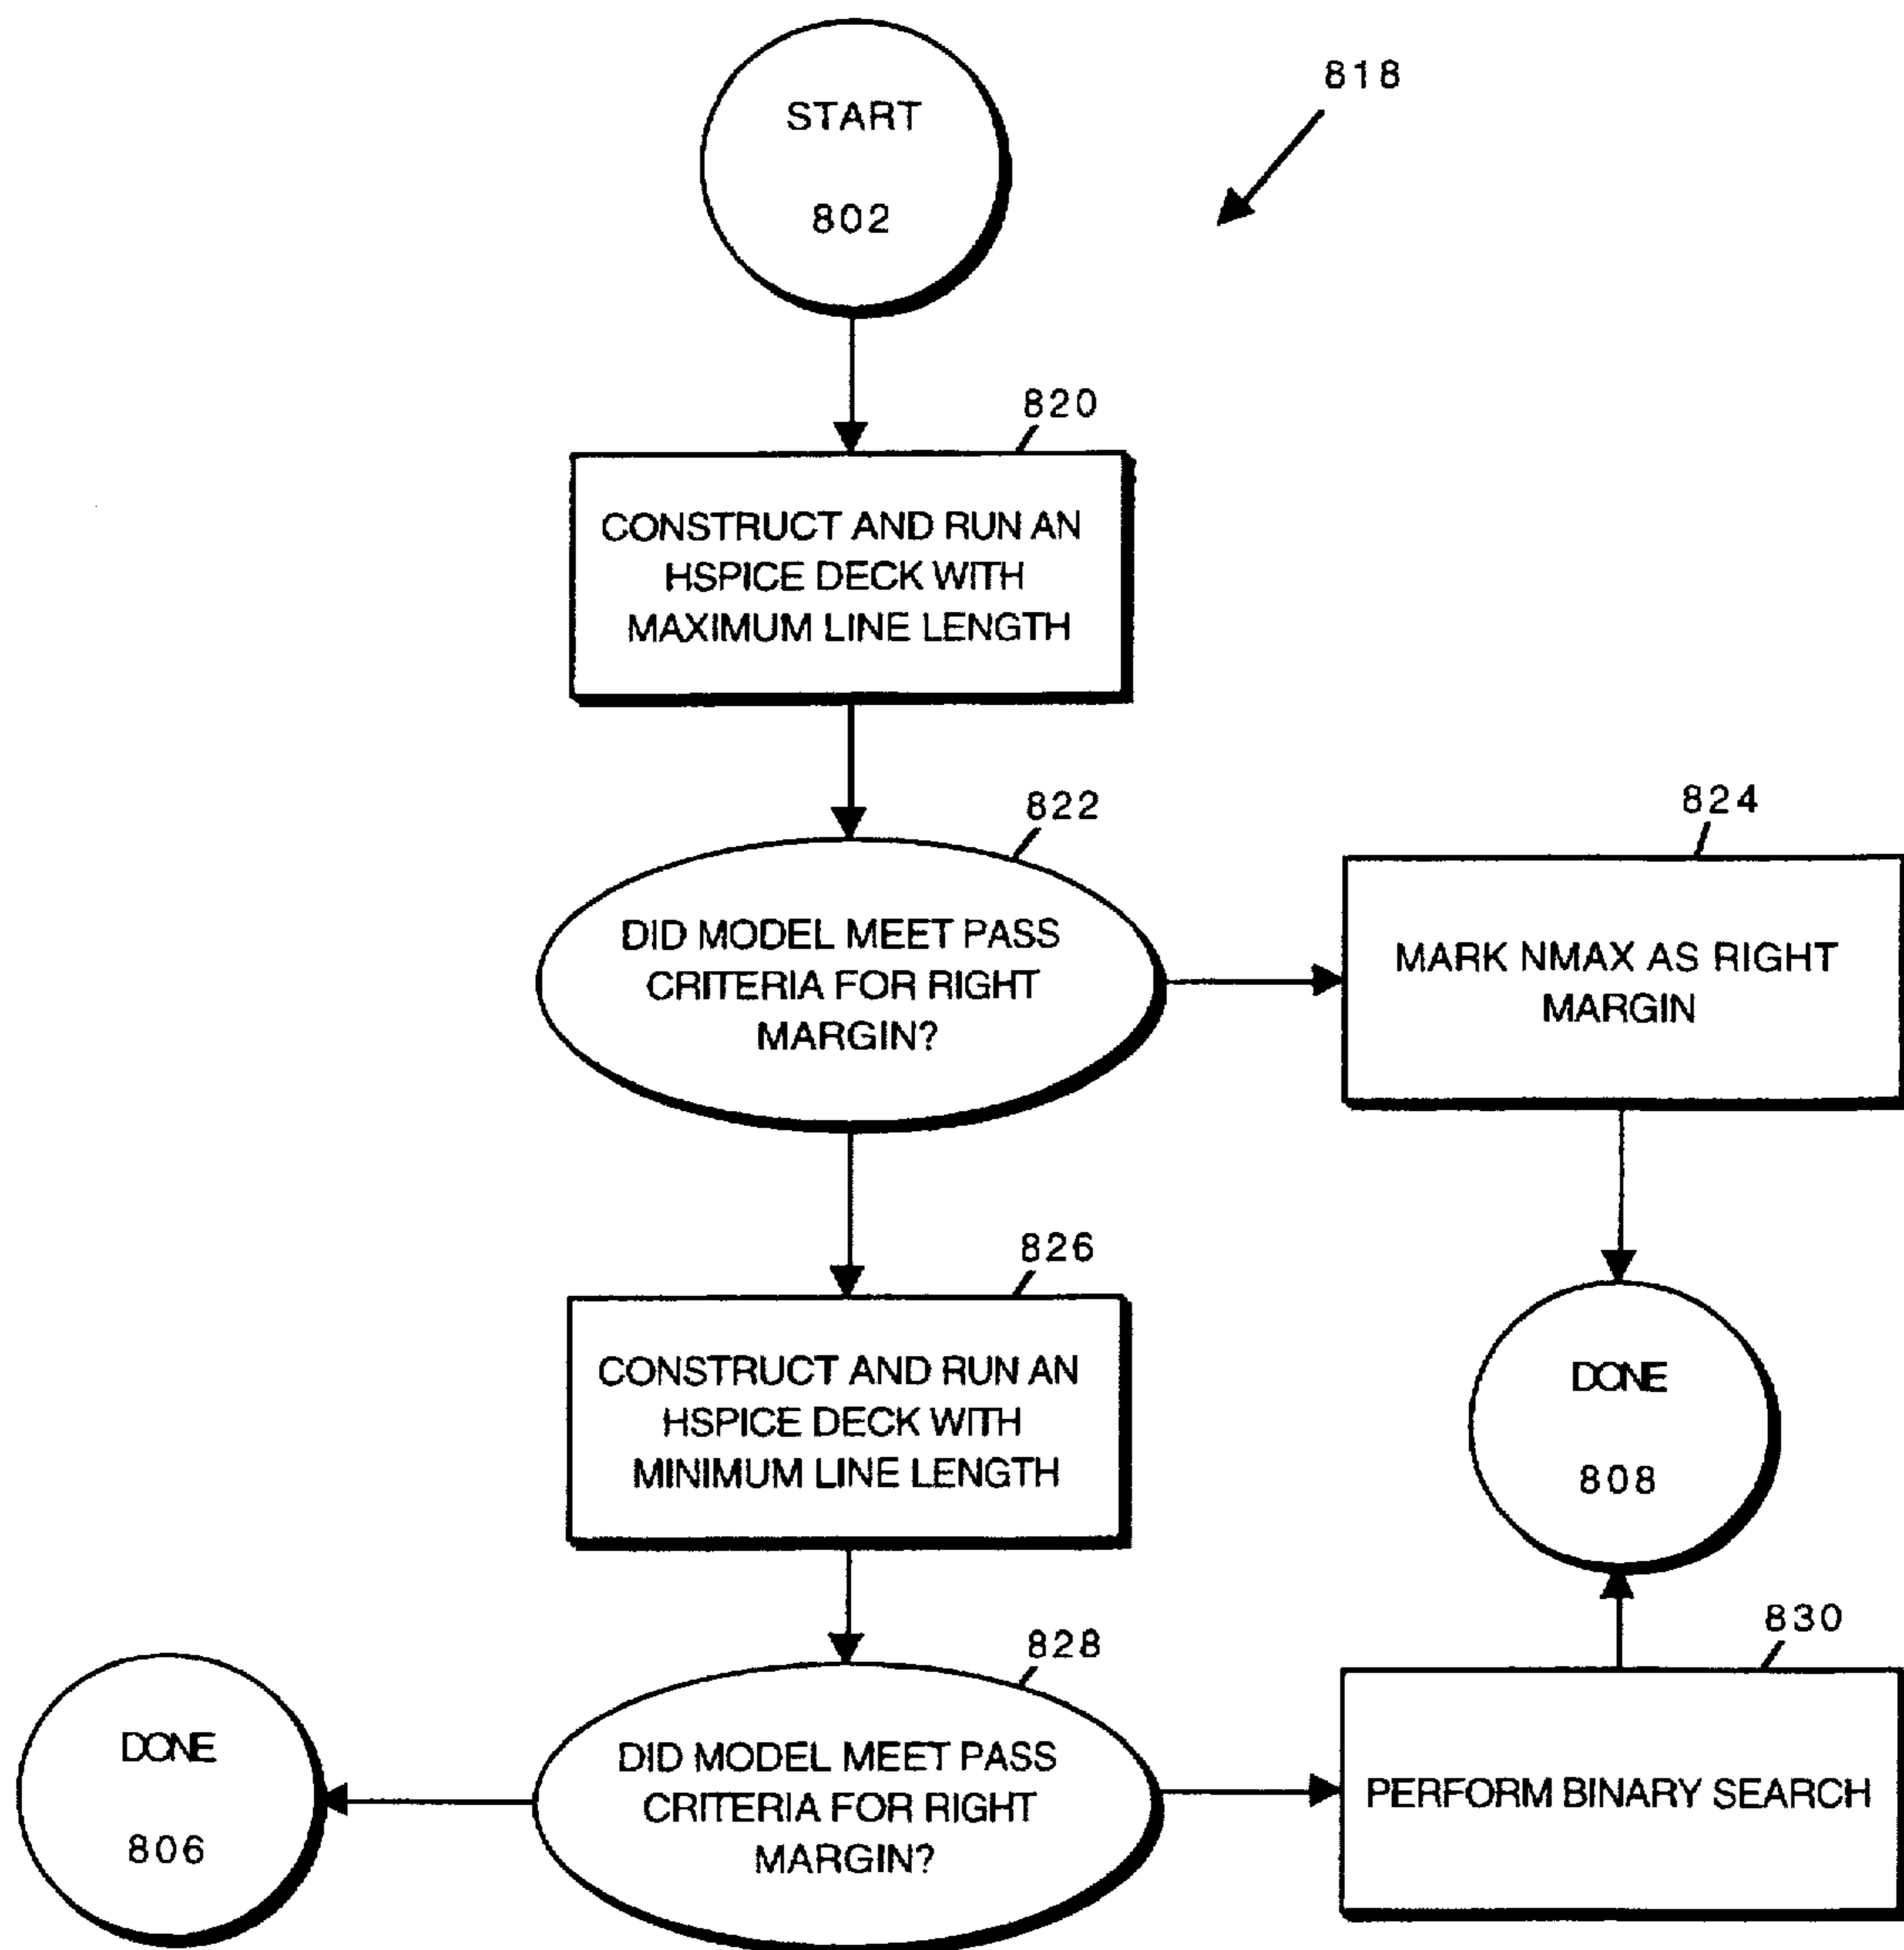 818
START
802
820
CONSTRUCT AND RUN AN
HSPICE DECK WITH
MAXIMUM LINE LENGTH
822
DID MODEL MEET PASS
CRITERIA FOR RIGHT
MARGIN?
824
MARK NMAX AS RIGHT
MARGIN
826
CONSTRUCT AND RUN AN
HSPICE DECK WITH
MINIMUM LINE LENGTH
DONE
808
828
DID MODEL MEET PASS
CRITERIA FOR RIGHT
MARGIN?
830
PERFORM BINARY SEARCH
DONE
806